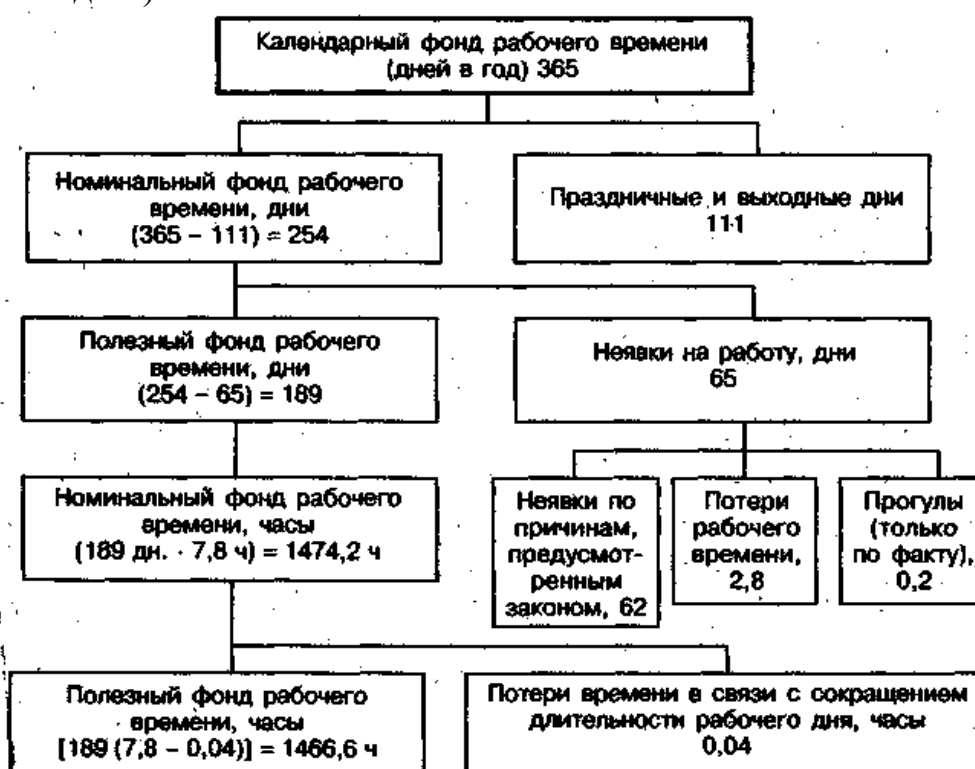 Календарный фонд рабочего времени
(дней в год) 365
Номинальный фонд рабочего
времени, дни
(365 – 111) = 254
Праздничные и выходные дни
111
Полезный фонд рабочего
времени, дни
(254 – 65) = 189
Неявки на работу, дни
65
Номинальный фонд рабочего
времени, часы
(189 дн. · 7,8 ч) = 1474,2 ч
Неявки по
причинам,
предусмот-
ренным
законом, 62
Потери
рабочего
времени,
2,8
Прогулы
(только
по факту),
0,2
Полезный фонд рабочего
времени, часы
[189 (7,8 – 0,04)] = 1466,6 ч
Потери времени в связи с сокращением
длительности рабочего дня, часы
0,04